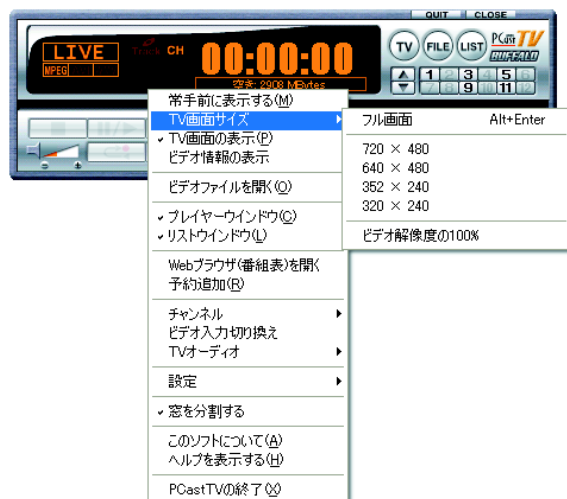 QUIT CLOSE
LIVE
MPEG
Track CH
00:00:00
空き: 2908 MBytes
TV FILE LIST
PCast TV
BUFFALO
1 3 4 5
7 8 9 10 11 12
常手前に表示する(M)
TV画面サイズ
TV画面の表示(P)
ビデオ情報の表示
ビデオファイルを開く(O)
プレイヤーウインドウ(C)
リストウインドウ(L)
Webブラウザ(番組表)を開く
予約追加(R)
チャンネル
ビデオ入力切り換え
TVオーディオ
設定
窓を分割する
このソフトについて(A)
ヘルプを表示する(H)
PCastTVの終了(X)
フル画面 Alt+Enter
720 × 480
640 × 480
352 × 240
320 × 240
ビデオ解像度の100%